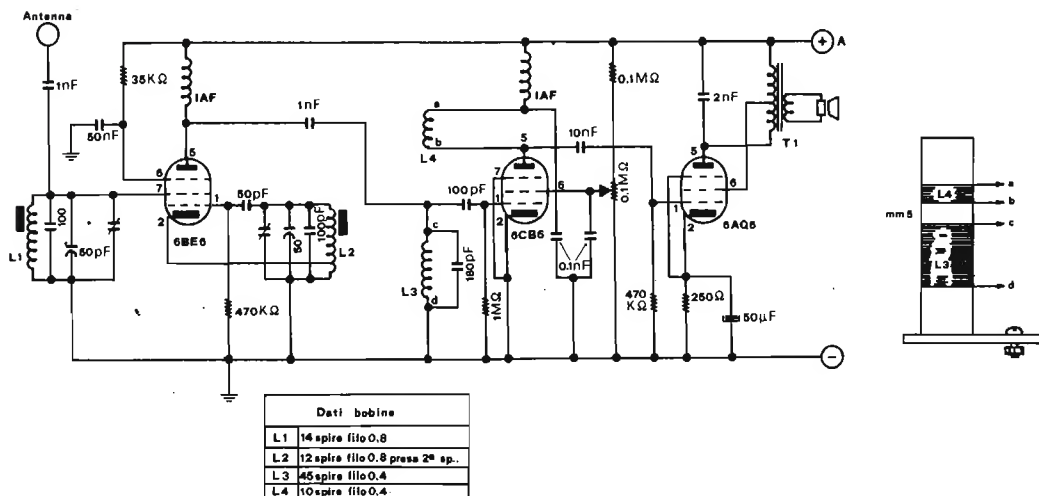 Antenna
1nF
35KΩ
1AF
50nF
1nF
5
6
7
1
2
6BE6
50pF
L1
100
50pF
50
100pF
L2
470KΩ
1AF
a
b
L4
10nF
5
7
1
2
6
6CB6
100pF
c
L3
d
180pF
1MΩ
0.1nF
0.1MΩ
0.1MΩ
2nF
5
1
2
6
6AQ5
T1
470
KΩ
250Ω
50µF
+ A
−
mm5
L4
L3
a
b
c
d
Dati bobine
L1 14 spire filo 0.8
L2 12 spire filo 0.8 presa 2ª sp..
L3 45 spire filo 0.4
L4 10 spire filo 0.4